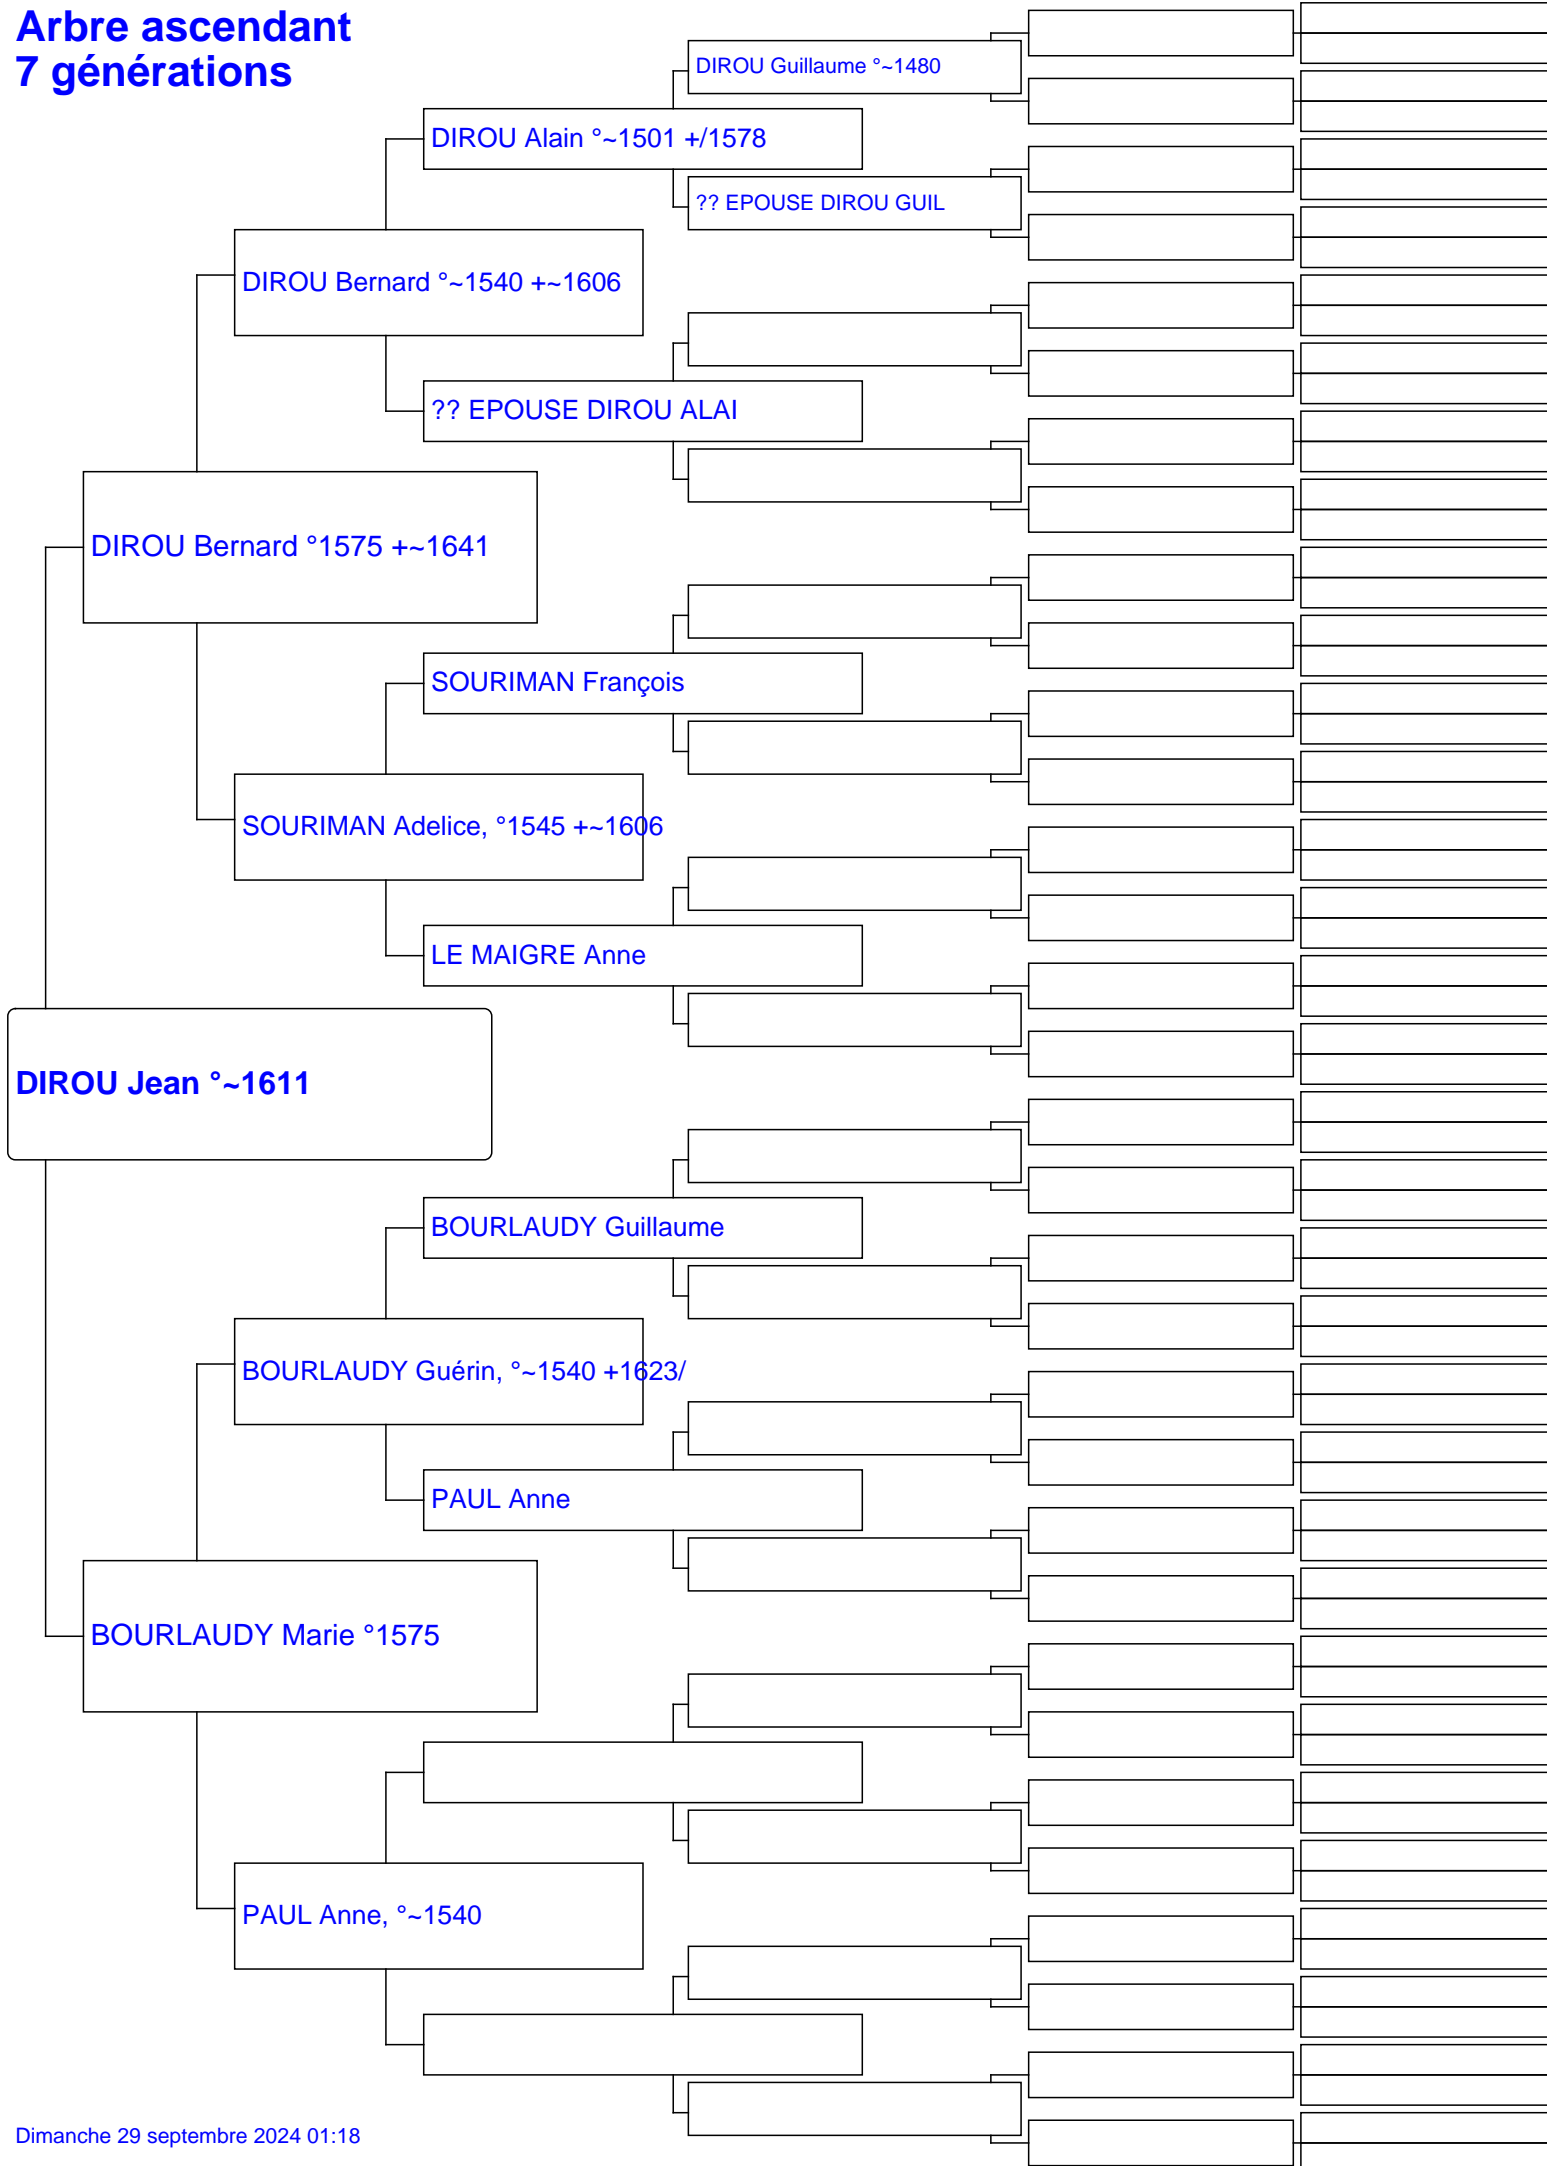 Arbre ascendant
7 générations
DIROU Guillaume °~1480
DIROU Alain °~1501 +/1578
?? EPOUSE DIROU GUIL
DIROU Bernard °~1540 +~1606
?? EPOUSE DIROU ALAI
DIROU Bernard °1575 +~1641
SOURIMAN François
SOURIMAN Adelice, °1545 +~1606
LE MAIGRE Anne
DIROU Jean °~1611
BOURLAUDY Guillaume
BOURLAUDY Guérin, °~1540 +1623/
PAUL Anne
BOURLAUDY Marie °1575
PAUL Anne, °~1540
Dimanche 29 septembre 2024 01:18